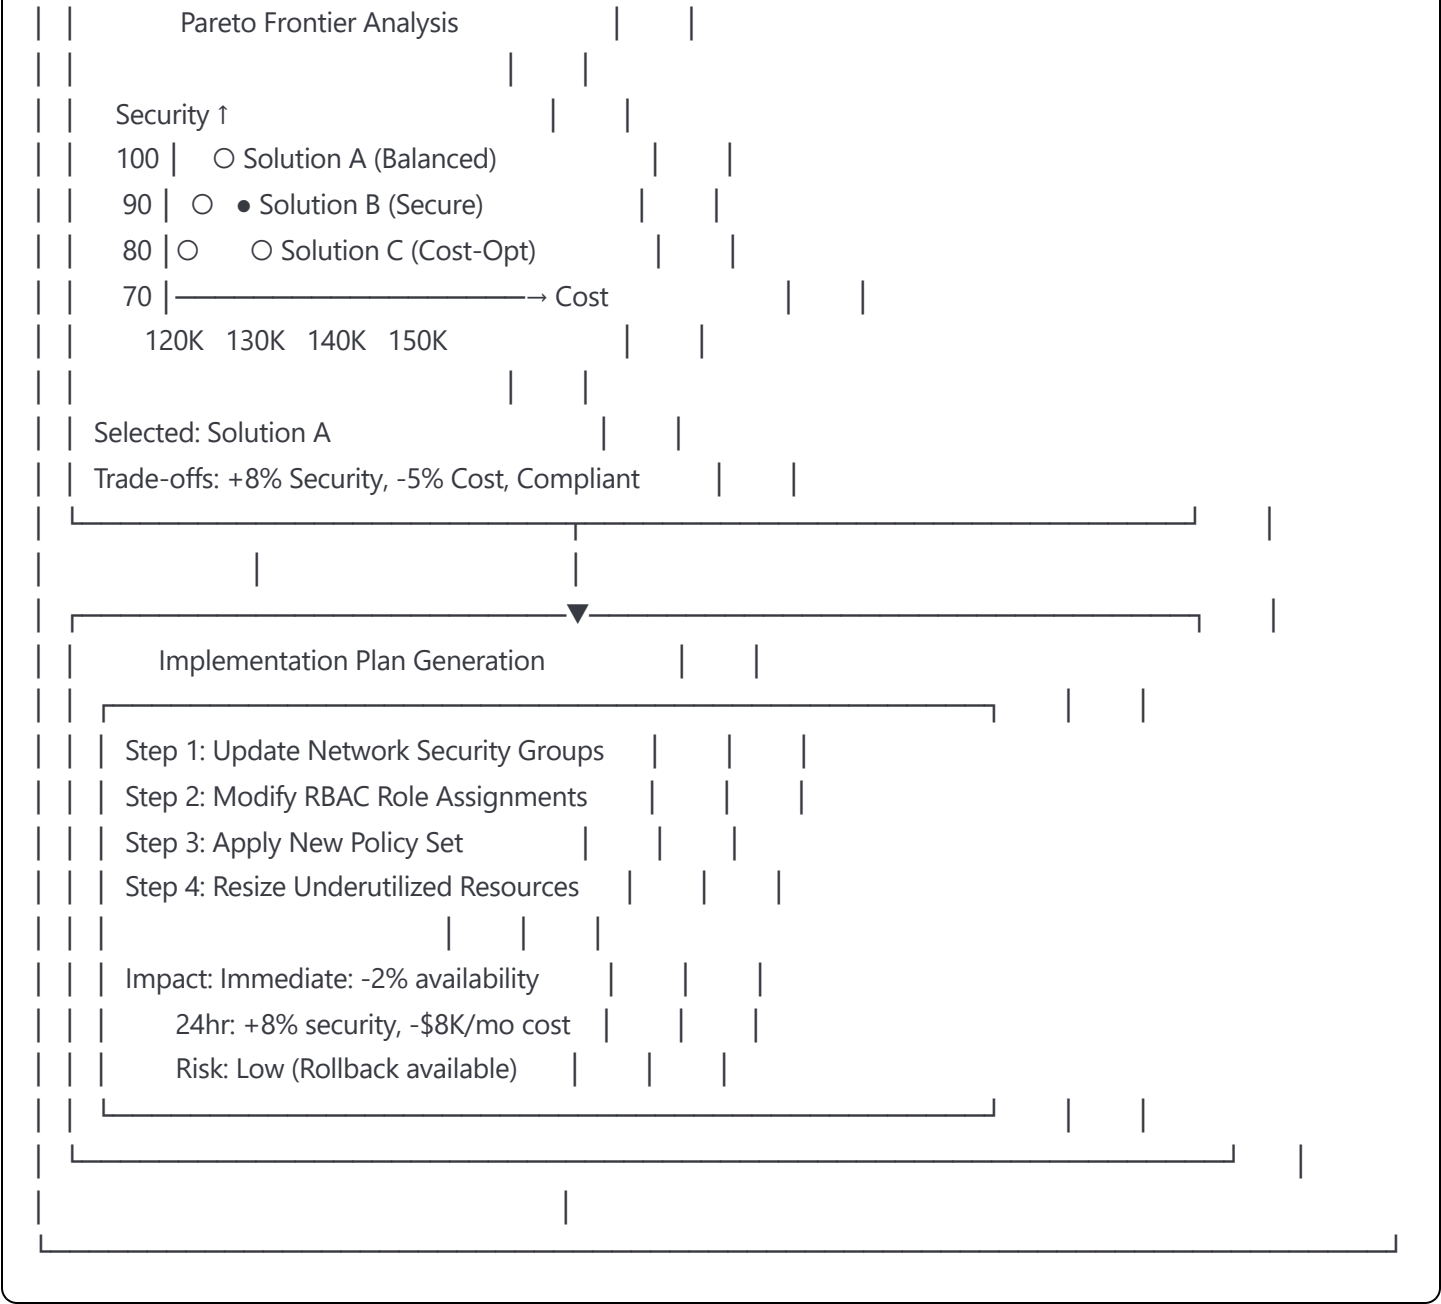 Pareto Frontier Analysis
Security ↑
100 | ○ Solution A (Balanced)
90 | ○ ● Solution B (Secure)
80 | ○ ○ Solution C (Cost-Opt)
70 |────────────────→ Cost
120K 130K 140K 150K
Selected: Solution A
Trade-offs: +8% Security, -5% Cost, Compliant
Implementation Plan Generation
Step 1: Update Network Security Groups
Step 2: Modify RBAC Role Assignments
Step 3: Apply New Policy Set
Step 4: Resize Underutilized Resources
Impact: Immediate: -2% availability
24hr: +8% security, -$8K/mo cost
Risk: Low (Rollback available)